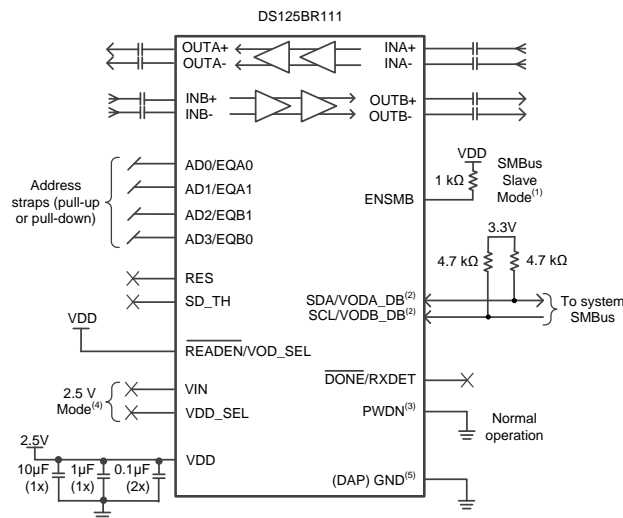 DS125BR111
OUTA+
OUTA-
INA+
INA-
INB+
INB-
OUTB+
OUTB-
Address
straps (pull-up
or pull-down)
AD0/EQA0
AD1/EQA1
AD2/EQB1
AD3/EQB0
RES
SD_TH
VDD
READEN/VOD_SEL
2.5 V
Mode(4)
VIN
VDD_SEL
2.5V
VDD
10µF
(1x)
1µF
(1x)
0.1µF
(2x)
VDD
1 kΩ
SMBus
Slave
Mode(1)
ENSMB
3.3V
4.7 kΩ
4.7 kΩ
SDA/VODA_DB(2)
SCL/VODB_DB(2)
To system
SMBus
DONE/RXDET
PWDN(3)
Normal
operation
(DAP) GND(5)